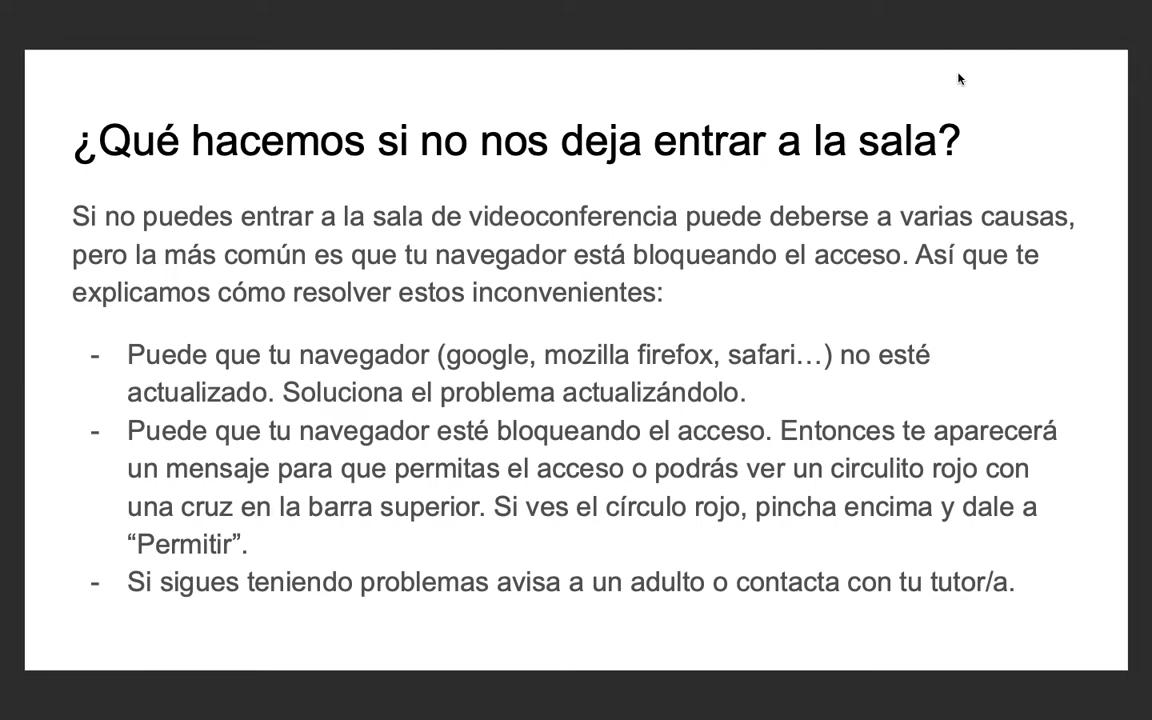 ¿Qué hacemos si no nos deja entrar a la sala?
Si no puedes entrar a la sala de videoconferencia puede deberse a varias causas,
pero la más común es que tu navegador está bloqueando el acceso. Así que te
explicamos cómo resolver estos inconvenientes:
- Puede que tu navegador (google, mozilla firefox, safari…) no esté
actualizado. Soluciona el problema actualizándolo.
- Puede que tu navegador esté bloqueando el acceso. Entonces te aparecerá
un mensaje para que permitas el acceso o podrás ver un circulito rojo con
una cruz en la barra superior. Si ves el círculo rojo, pincha encima y dale a
“Permitir”.
- Si sigues teniendo problemas avisa a un adulto o contacta con tu tutor/a.